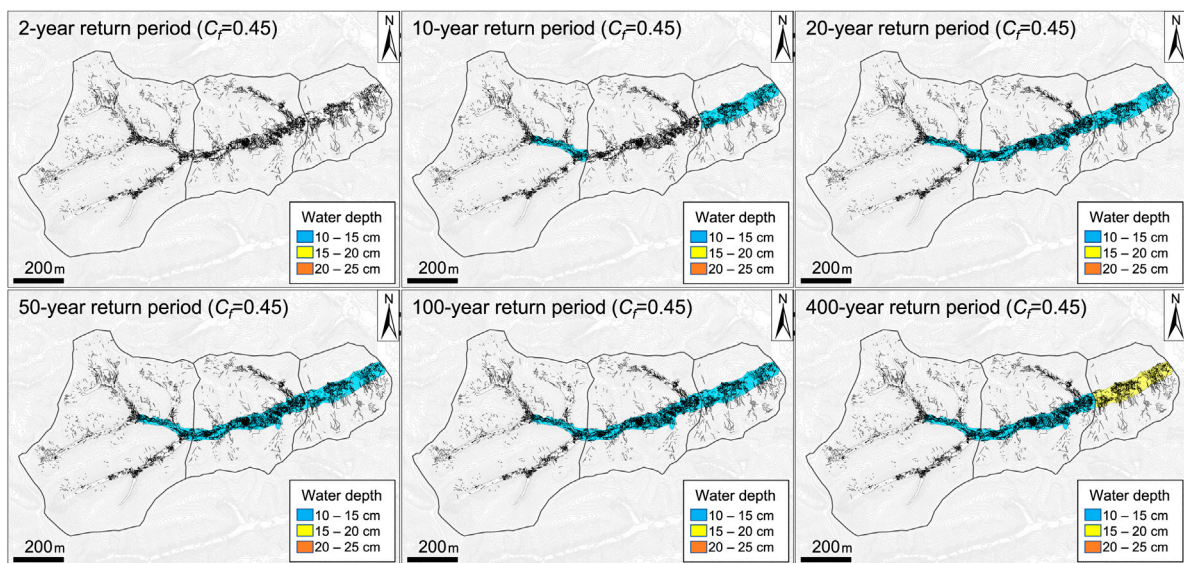 2-year return period (Cf=0.45)
N
Water depth
10 – 15 cm
15 – 20 cm
20 – 25 cm
200 m
10-year return period (Cf=0.45)
N
Water depth
10 – 15 cm
15 – 20 cm
20 – 25 cm
200 m
20-year return period (Cf=0.45)
N
Water depth
10 – 15 cm
15 – 20 cm
20 – 25 cm
200 m
50-year return period (Cf=0.45)
N
Water depth
10 – 15 cm
15 – 20 cm
20 – 25 cm
200 m
100-year return period (Cf=0.45)
N
Water depth
10 – 15 cm
15 – 20 cm
20 – 25 cm
200 m
400-year return period (Cf=0.45)
N
Water depth
10 – 15 cm
15 – 20 cm
20 – 25 cm
200 m